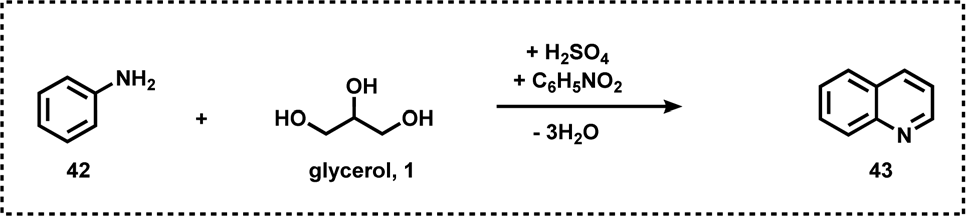 NH₂
42
+
HO
OH
OH
glycerol, 1
+ H₂SO₄
+ C₆H₅NO₂
- 3H₂O
N
43